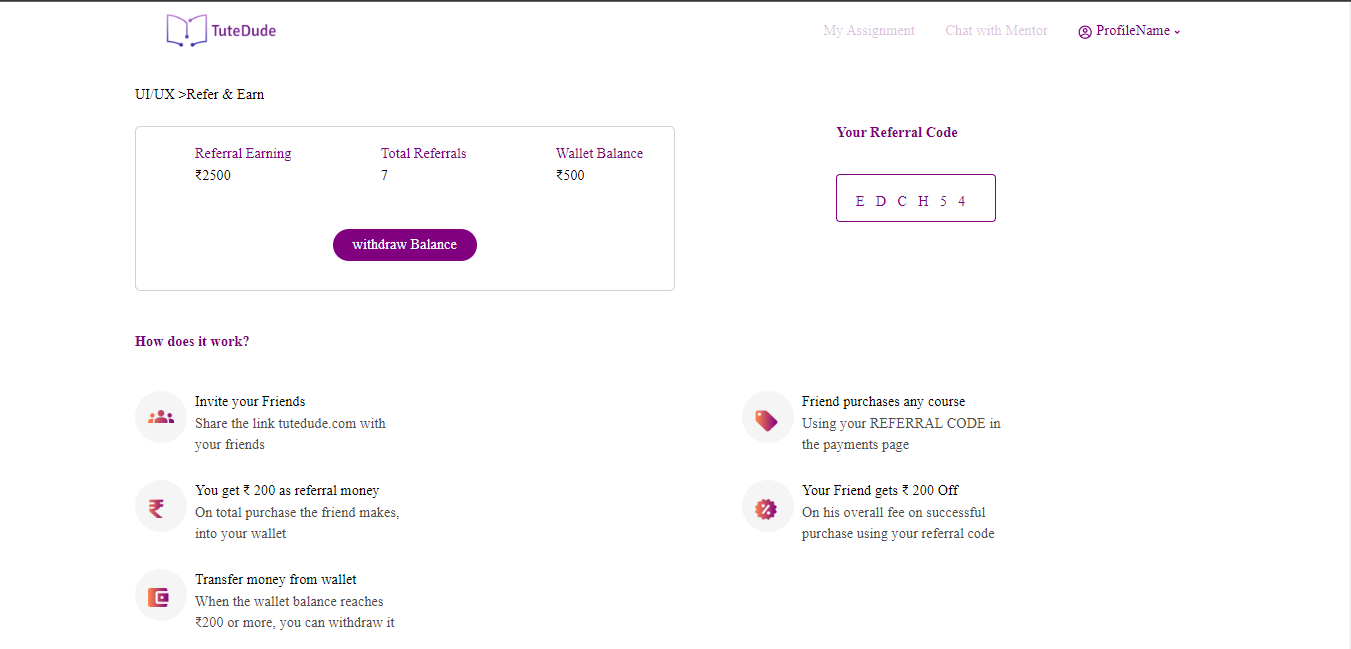 TuteDude
My Assignment
Chat with Mentor
ProfileName
UI/UX >Refer & Earn
Referral Earning
₹2500
Total Referrals
7
Wallet Balance
₹500
withdraw Balance
Your Referral Code
E D C H 5 4
How does it work?
Invite your Friends
Share the link tutedude.com with
your friends
Friend purchases any course
Using your REFERRAL CODE in
the payments page
You get ₹ 200 as referral money
On total purchase the friend makes,
into your wallet
Your Friend gets ₹ 200 Off
On his overall fee on successful
purchase using your referral code
Transfer money from wallet
When the wallet balance reaches
₹200 or more, you can withdraw it